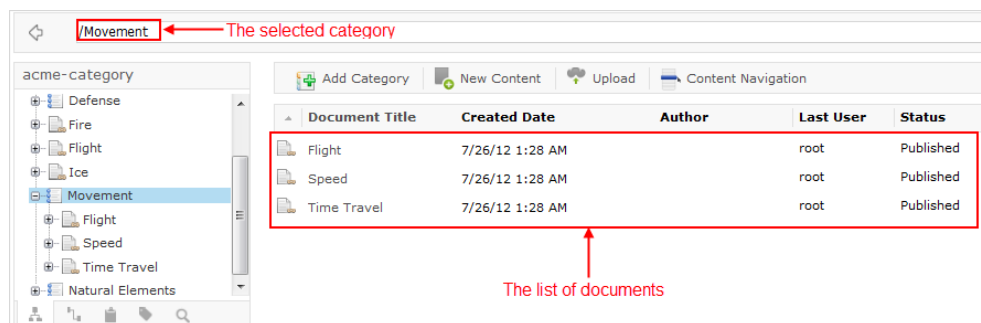 /Movement The selected category
acme-category
Add Category New Content Upload Content Navigation
Defense
Fire
Flight
Ice
Movement
Flight
Speed
Time Travel
Natural Elements
Document Title Created Date Author Last User Status
Flight 7/26/12 1:28 AM root Published
Speed 7/26/12 1:28 AM root Published
Time Travel 7/26/12 1:28 AM root Published
The list of documents